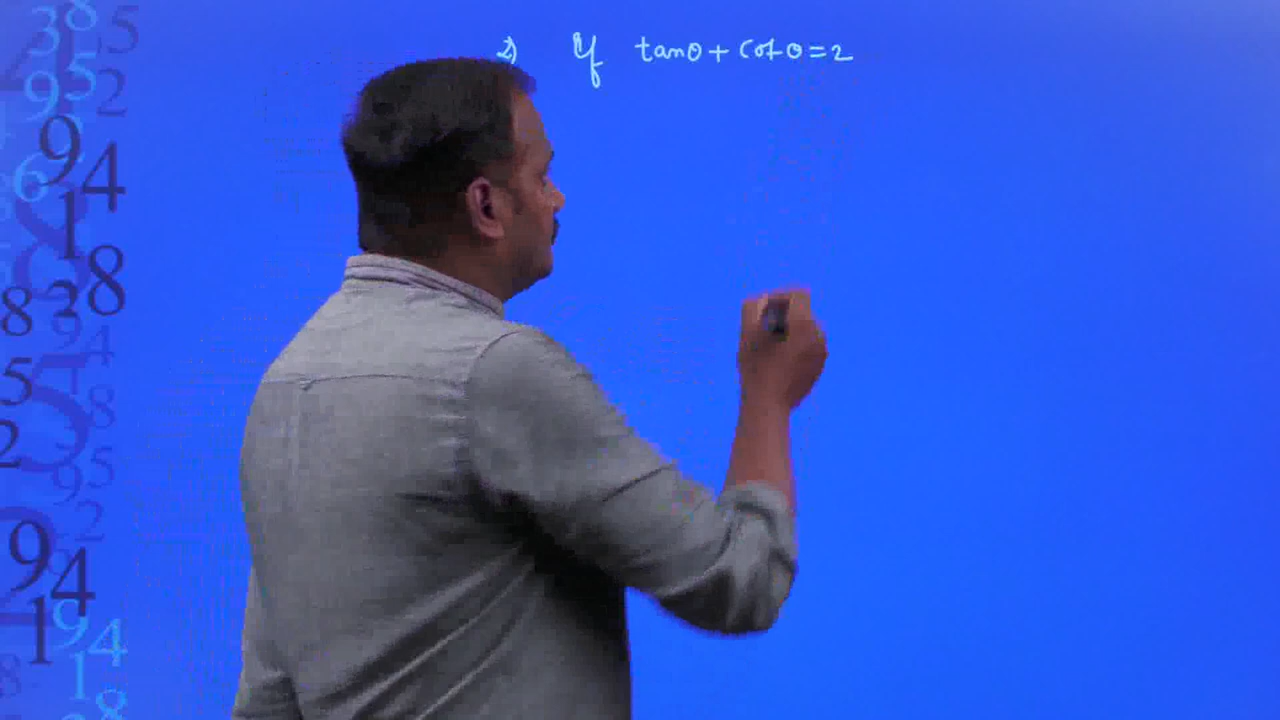 2) If tanθ + cotθ = 2